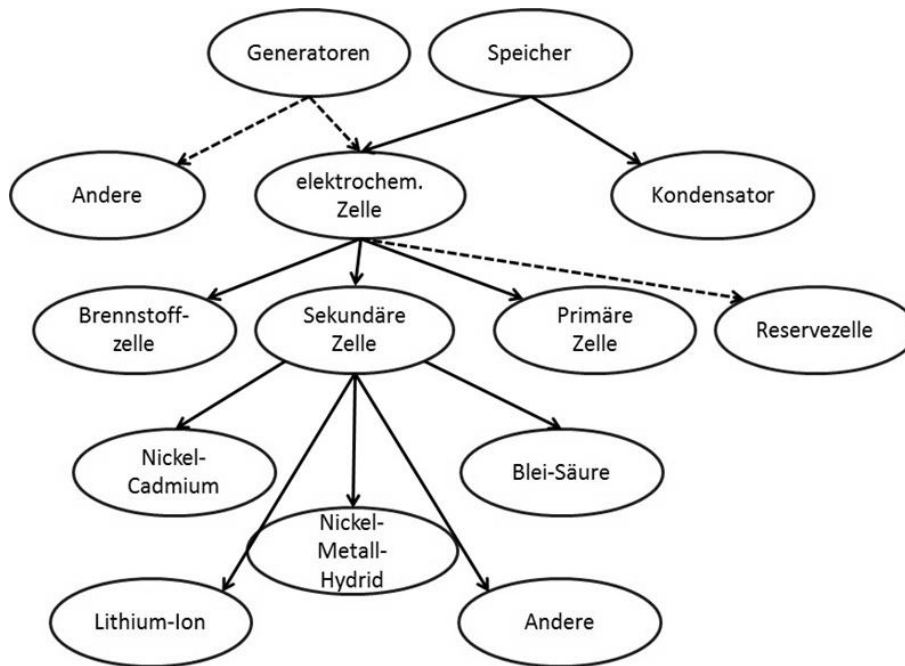 Generatoren
Speicher
Andere
elektrochem.
Zelle
Kondensator
Brennstoff-
zelle
Sekundäre
Zelle
Primäre
Zelle
Reservezelle
Nickel-
Cadmium
Blei-Säure
Nickel-
Metall-
Hydrid
Lithium-Ion
Andere